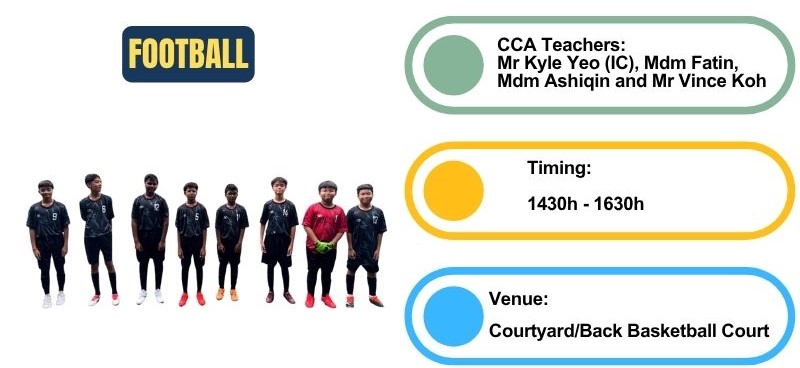 FOOTBALL
CCA Teachers:
Mr Kyle Yeo (IC), Mdm Fatin,
Mdm Ashiqin and Mr Vince Koh
Timing:
1430h - 1630h
Venue:
Courtyard/Back Basketball Court